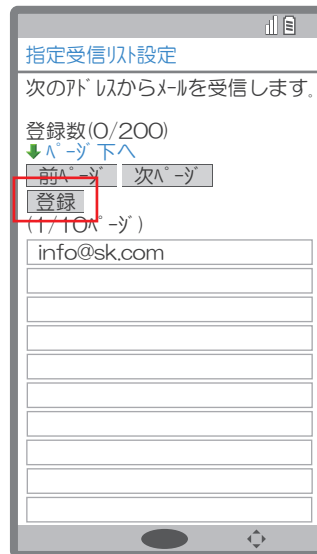 指定受信ﾘｽﾄ設定
次のｱﾄﾞﾚｽからﾒｰﾙを受信します。
登録数(0/200)
ﾍﾟｰｼﾞ下へ
前ﾍﾟｰｼﾞ 次ﾍﾟｰｼﾞ
登録
(1/10ﾍﾟｰｼﾞ)
info@sk.com